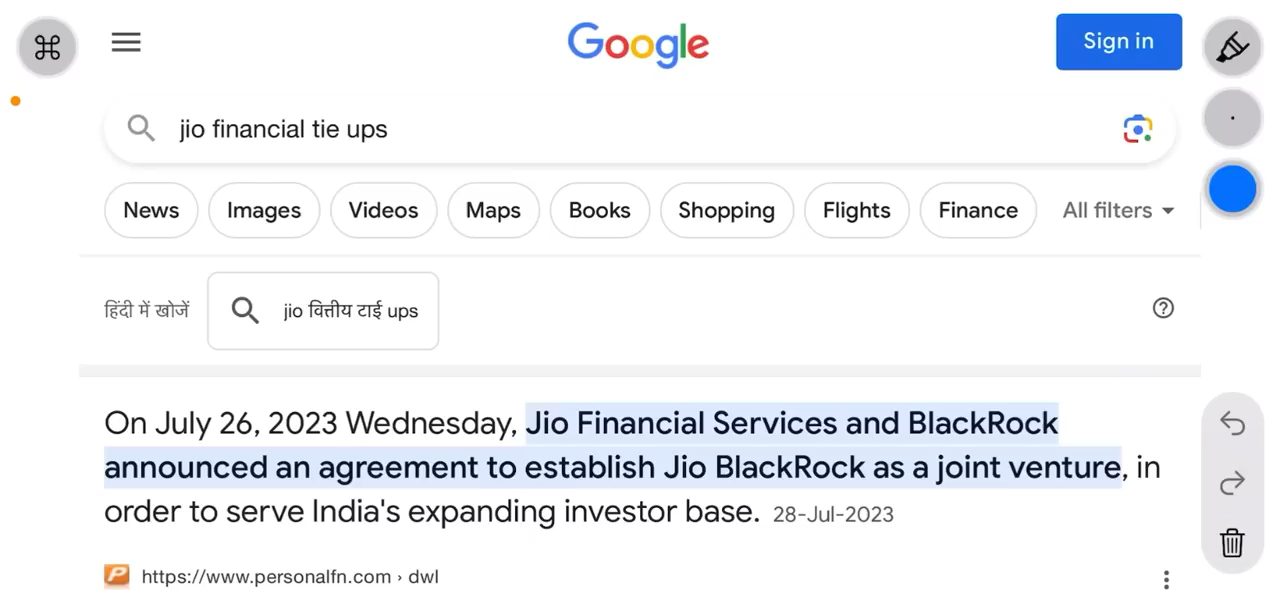 Google
Sign in
jio financial tie ups
News Images Videos Maps Books Shopping Flights Finance All filters
हिंदी में खोजें jio वित्तीय टाई ups
On July 26, 2023 Wednesday, Jio Financial Services and BlackRock
announced an agreement to establish Jio BlackRock as a joint venture, in
order to serve India's expanding investor base. 28-Jul-2023
https://www.personalfn.com › dwl